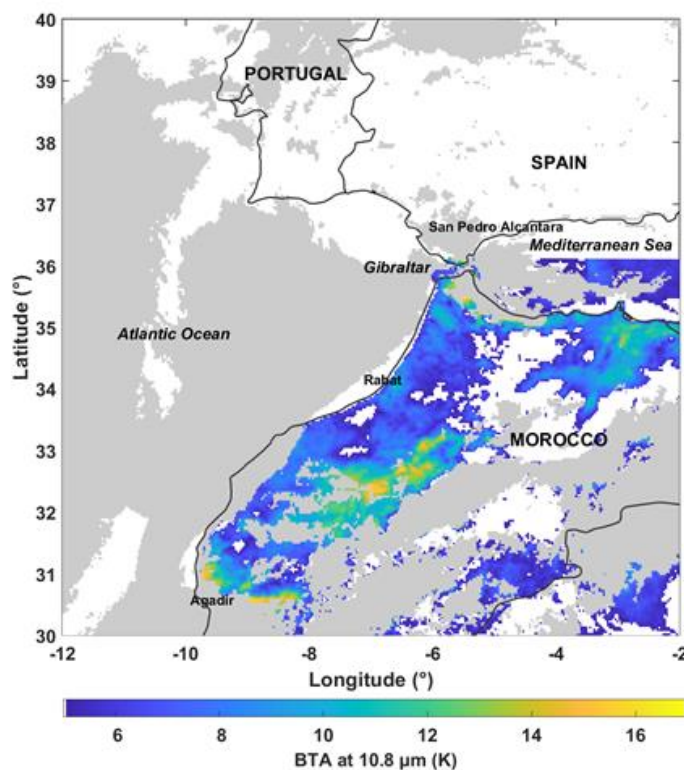 40
PORTUGAL
39
38
SPAIN
37
San Pedro Alcantara
Mediterranean Sea
36
Gibraltar
35
Atlantic Ocean
Latitude (°)
34
Rabat
33
MOROCCO
32
31
Agadir
30
-12 -10 -8 -6 -4 -2
Longitude (°)
6 8 10 12 14 16
BTA at 10.8 µm (K)